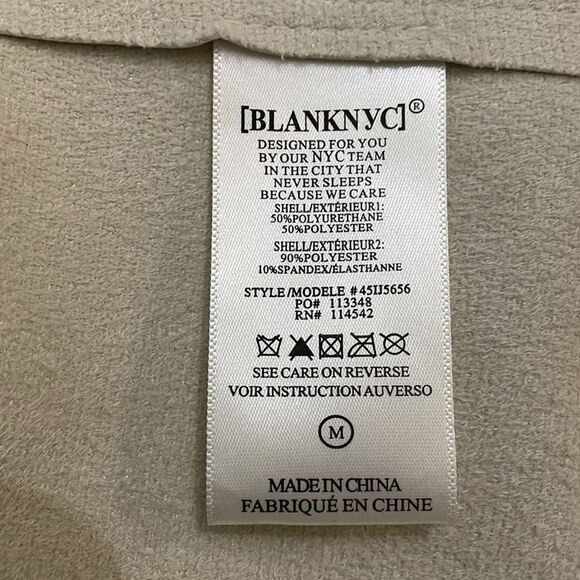 [BLANKNYC]®
DESIGNED FOR YOU
BY OUR NYC TEAM
IN THE CITY THAT
NEVER SLEEPS
BECAUSE WE CARE
SHELL/EXTÉRIEUR1:
50%POLYURETHANE
50%POLYESTER
SHELL/EXTÉRIEUR2:
90%POLYESTER
10%SPANDEX/ÉLASTHANNE
STYLE/MODELE #45IJ5656
PO# 113348
RN# 114542
SEE CARE ON REVERSE
VOIR INSTRUCTION AUVERSO
M
MADE IN CHINA
FABRIQUÉ EN CHINE